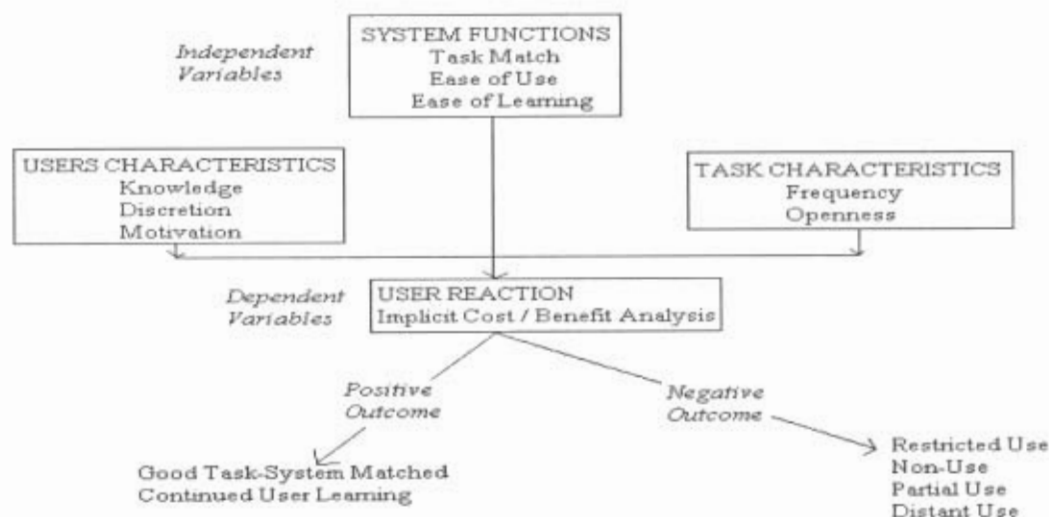 Independent
Variables
SYSTEM FUNCTIONS
Task Match
Ease of Use
Ease of Learning
USERS CHARACTERISTICS
Knowledge
Discretion
Motivation
TASK CHARACTERISTICS
Frequency
Openness
Dependent
Variables
USER REACTION
Implicit Cost / Benefit Analysis
Positive
Outcome
Negative
Outcome
Good Task-System Matched
Continued User Learning
Restricted Use
Non-Use
Partial Use
Distant Use